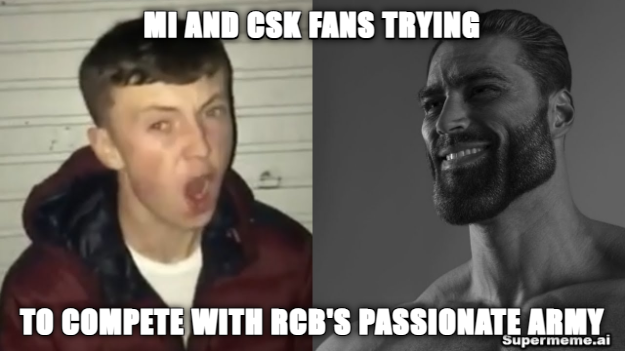 MI AND CSK FANS TRYING
TO COMPETE WITH RCB'S PASSIONATE ARMY
Supermeme.ai